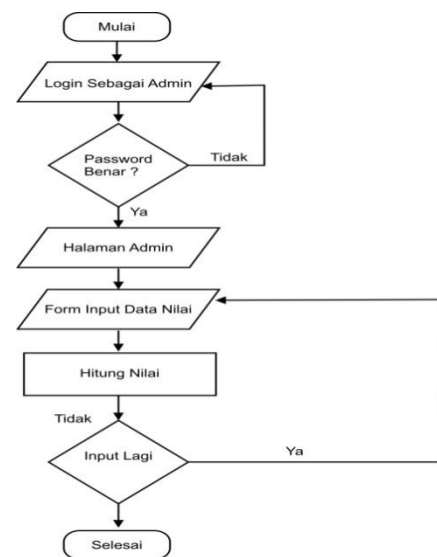 Mulai
Login Sebagai Admin
Password
Benar ?
Tidak
Ya
Halaman Admin
Form Input Data Nilai
Hitung Nilai
Tidak
Input Lagi
Ya
Selesai